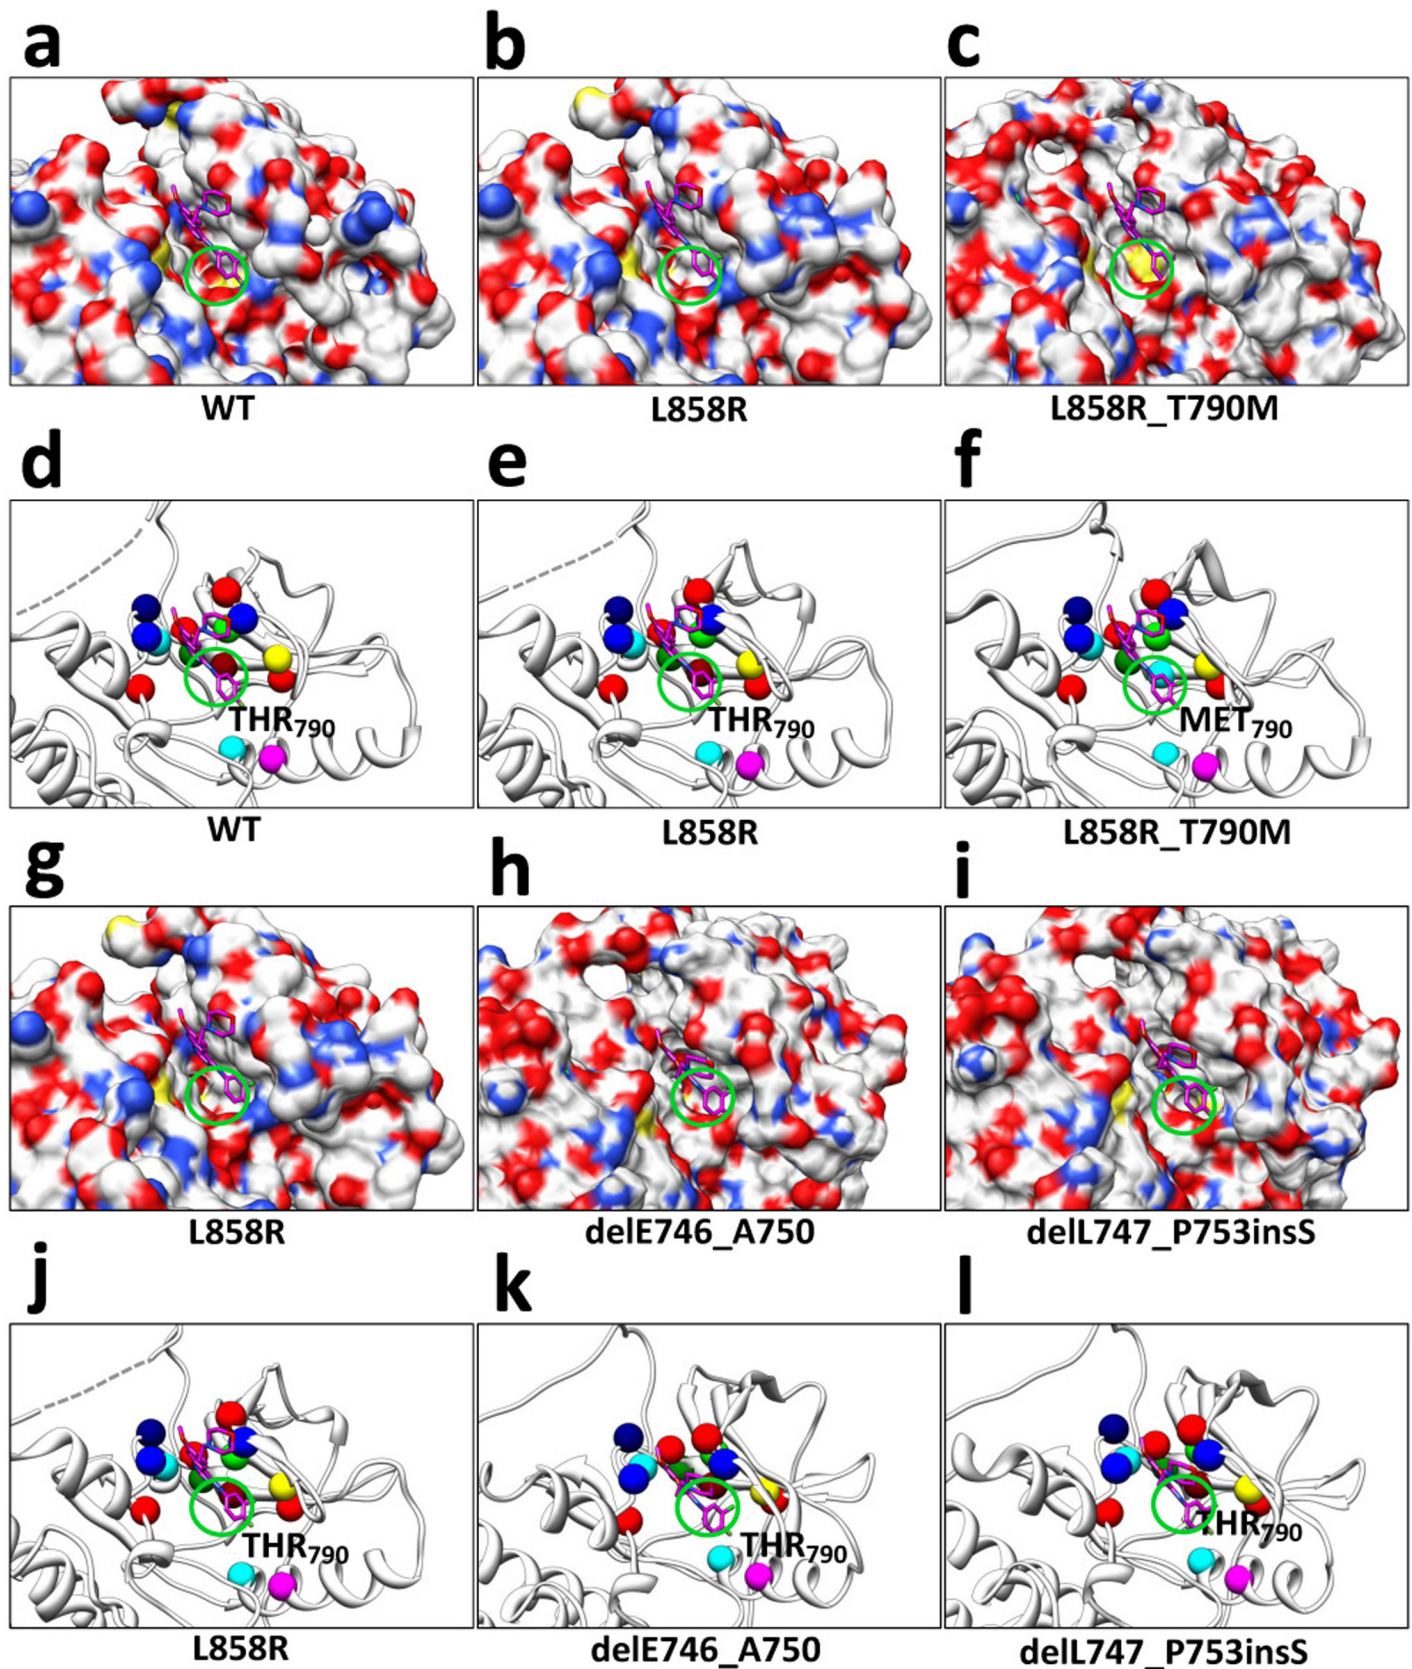 a b c
WT L858R L858R_T790M
d e f
THR790 THR790 MET790
WT L858R L858R_T790M
g h i
L858R delE746_A750 delL747_P753insS
j k l
THR790 THR790 THR790
L858R delE746_A750 delL747_P753insS